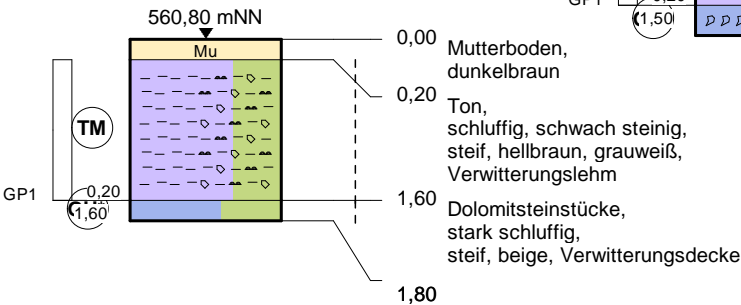 560,80 mNN
Mu
0,00
Mutterboden,
dunkelbraun
0,20
Ton,
schluffig, schwach steinig,
steif, hellbraun, grauweiß,
Verwitterungslehm
TM
GP1
0,20
1,60
1,60
Dolomitsteinstücke,
stark schluffig,
steif, beige, Verwitterungsdecke
1,80
1,50